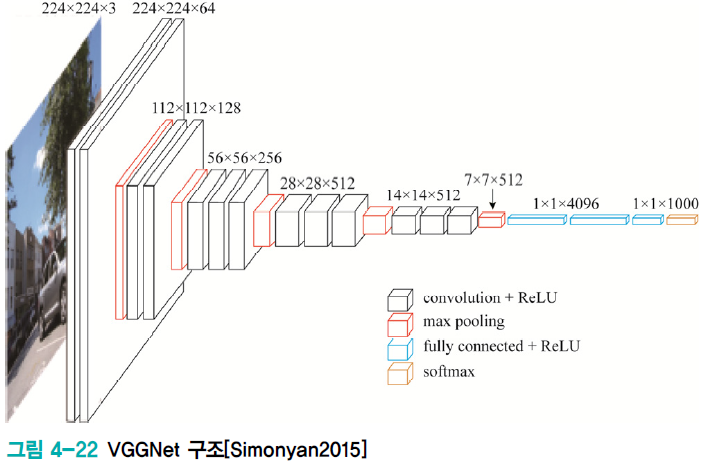 224×224×3 224×224×64
112×112×128
56×56×256
28×28×512
14×14×512
7×7×512
1×1×4096
1×1×1000
convolution + ReLU
max pooling
fully connected + ReLU
softmax
그림 4-22 VGGNet 구조[Simonyan2015]